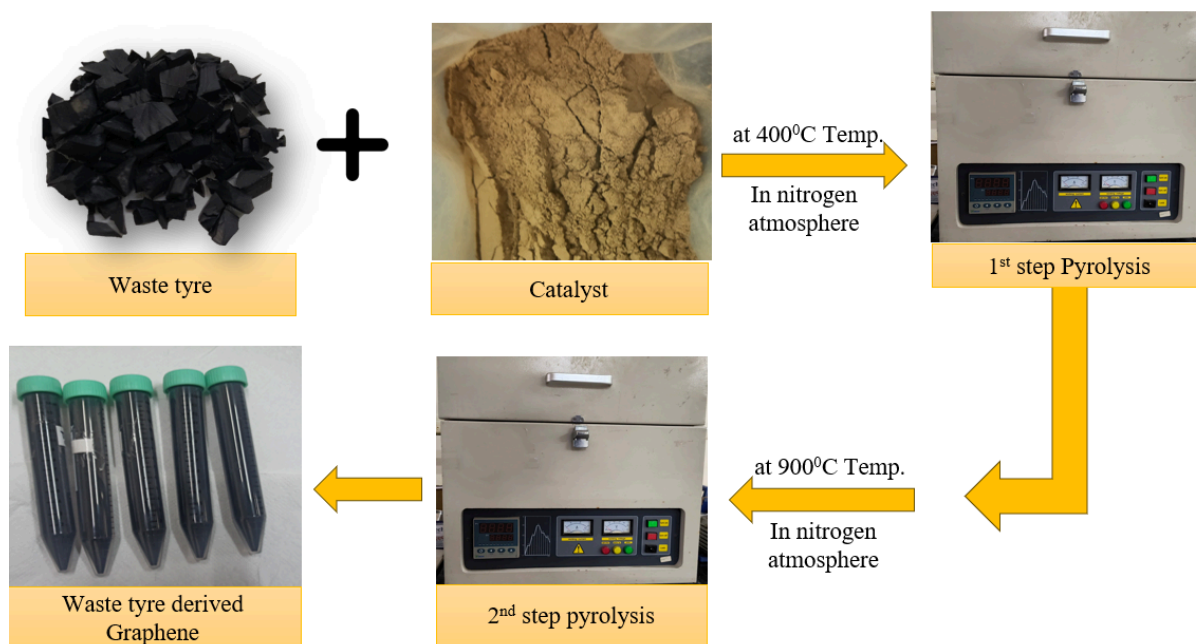 at 400⁰C Temp.
In nitrogen
atmosphere
Waste tyre
Catalyst
1st step Pyrolysis
at 900⁰C Temp.
In nitrogen
atmosphere
Waste tyre derived
Graphene
2nd step pyrolysis